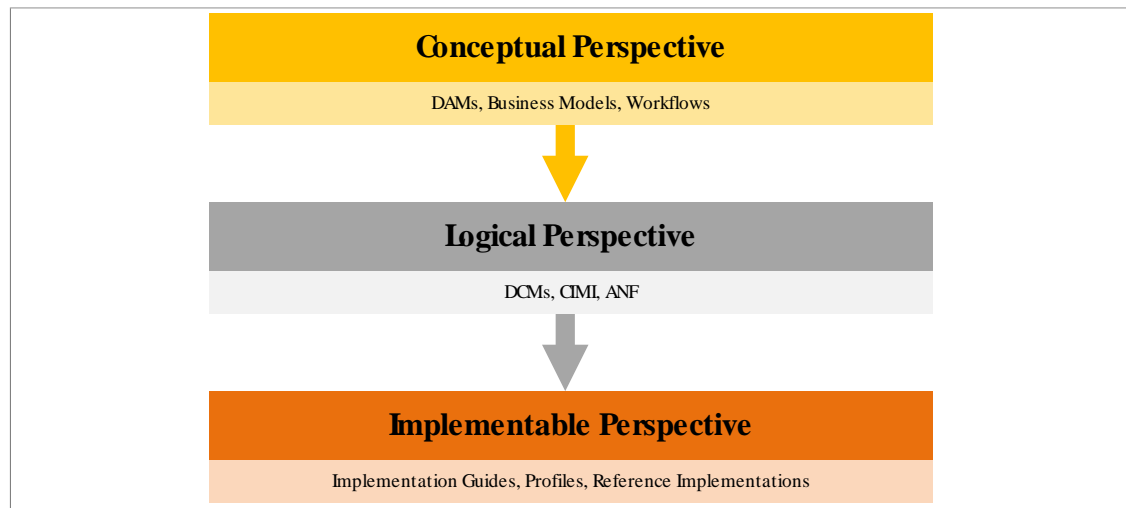 Conceptual Perspective
DAMs, Business Models, Workflows
Logical Perspective
DCMs, CIMI, ANF
Implementable Perspective
Implementation Guides, Profiles, Reference Implementations